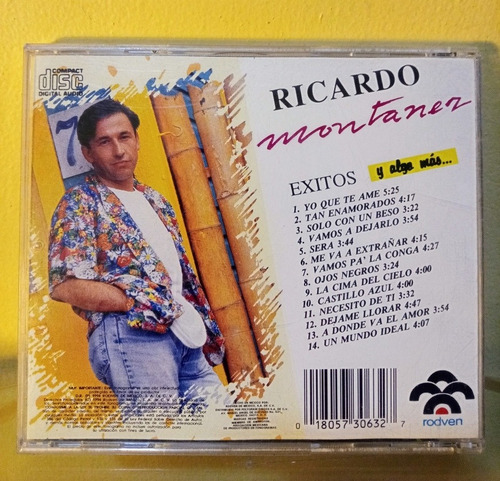 COMPACT
disc
DIGITAL AUDIO
7
RICARDO
montaner
EXITOS y algo más...
1. YO QUE TE AME 5:25
2. TAN ENAMORADOS 4:17
3. SOLO CON UN BESO 3:22
4. VAMOS A DEJARLO 3:54
5. SERA 3:44
6. ME VA A EXTRAÑAR 4:15
7. VAMOS PA' LA CONGA 4:27
8. OJOS NEGROS 3:24
9. LA CIMA DEL CIELO 4:00
10. CASTILLO AZUL 4:00
11. NECESITO DE TI 3:32
12. DEJAME LLORAR 4:47
13. A DONDE VA EL AMOR 3:54
14. UN MUNDO IDEAL 4:07
0 18057 30632 7
rodven